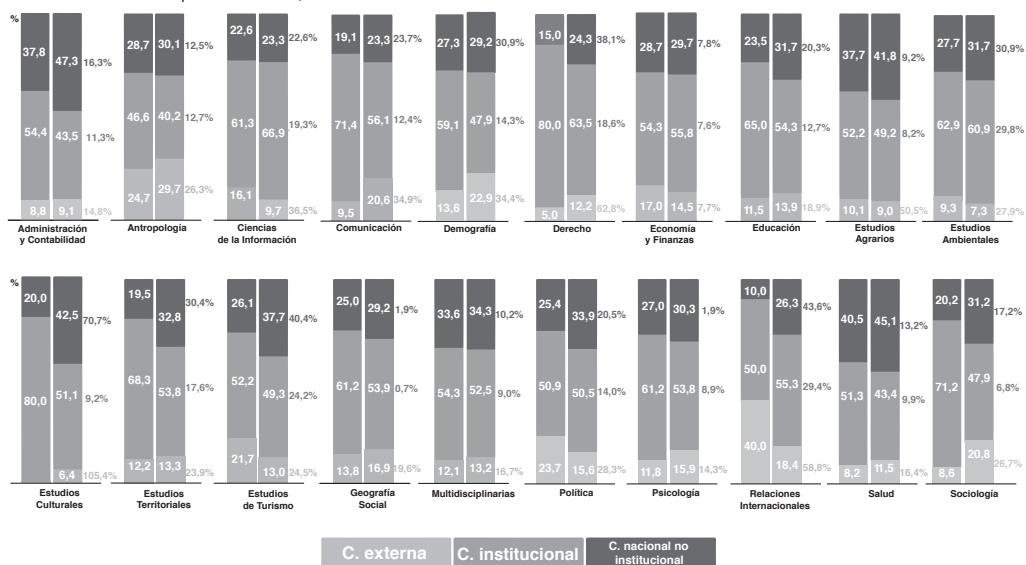 %
37,8 47,3 16,3% 28,7 30,1 12,5% 22,6 23,3 22,6% 19,1 23,3 23,7% 27,3 29,2 30,9% 15,0 24,3 38,1% 28,7 29,7 7,8% 23,5 31,7 20,3% 37,7 41,8 9,2% 27,7 31,7 30,9%
54,4 43,5 11,3% 46,6 40,2 12,7% 61,3 66,9 19,3% 71,4 56,1 12,4% 59,1 47,9 14,3% 80,0 63,5 18,6% 54,3 55,8 7,6% 65,0 54,3 12,7% 52,2 49,2 8,2% 62,9 60,9 29,8%
8,8 9,1 14,8% 24,7 29,7 26,3% 16,1 9,7 36,5% 9,5 20,6 34,9% 13,6 22,9 34,4% 5,0 12,2 62,8% 17,0 14,5 7,7% 11,5 13,9 18,9% 10,1 9,0 50,5% 9,3 7,3 27,9%
Administración Antropología Ciencias Comunicación Demografía Derecho Economía Educación Estudios Estudios
y Contabilidad de la Información y Finanzas Agrarios Ambientales
%
20,0 42,5 70,7% 19,5 32,8 30,4% 26,1 37,7 40,4% 25,0 29,2 1,9% 33,6 34,3 10,2% 25,4 33,9 20,5% 27,0 30,3 1,9% 10,0 26,3 43,6% 40,5 45,1 13,2% 20,2 31,2 17,2%
80,0 51,1 9,2% 68,3 53,8 17,6% 52,2 49,3 24,2% 61,2 53,9 0,7% 54,3 52,5 9,0% 50,9 50,5 14,0% 61,2 53,8 8,9% 50,0 55,3 29,4% 51,3 43,4 9,9% 71,2 47,9 6,8%
6,4 105,4% 12,2 13,3 23,9% 21,7 13,0 24,5% 13,8 16,9 19,6% 12,1 13,2 16,7% 23,7 15,6 28,3% 11,8 15,9 14,3% 40,0 18,4 58,8% 8,2 11,5 16,4% 8,6 20,8 26,7%
Estudios Estudios Estudios Geografía Multidisciplinarias Política Psicología Relaciones Salud Sociología
Culturales Territoriales de Turismo Social Internacionales
C. externa C. institucional C. nacional no
institucional